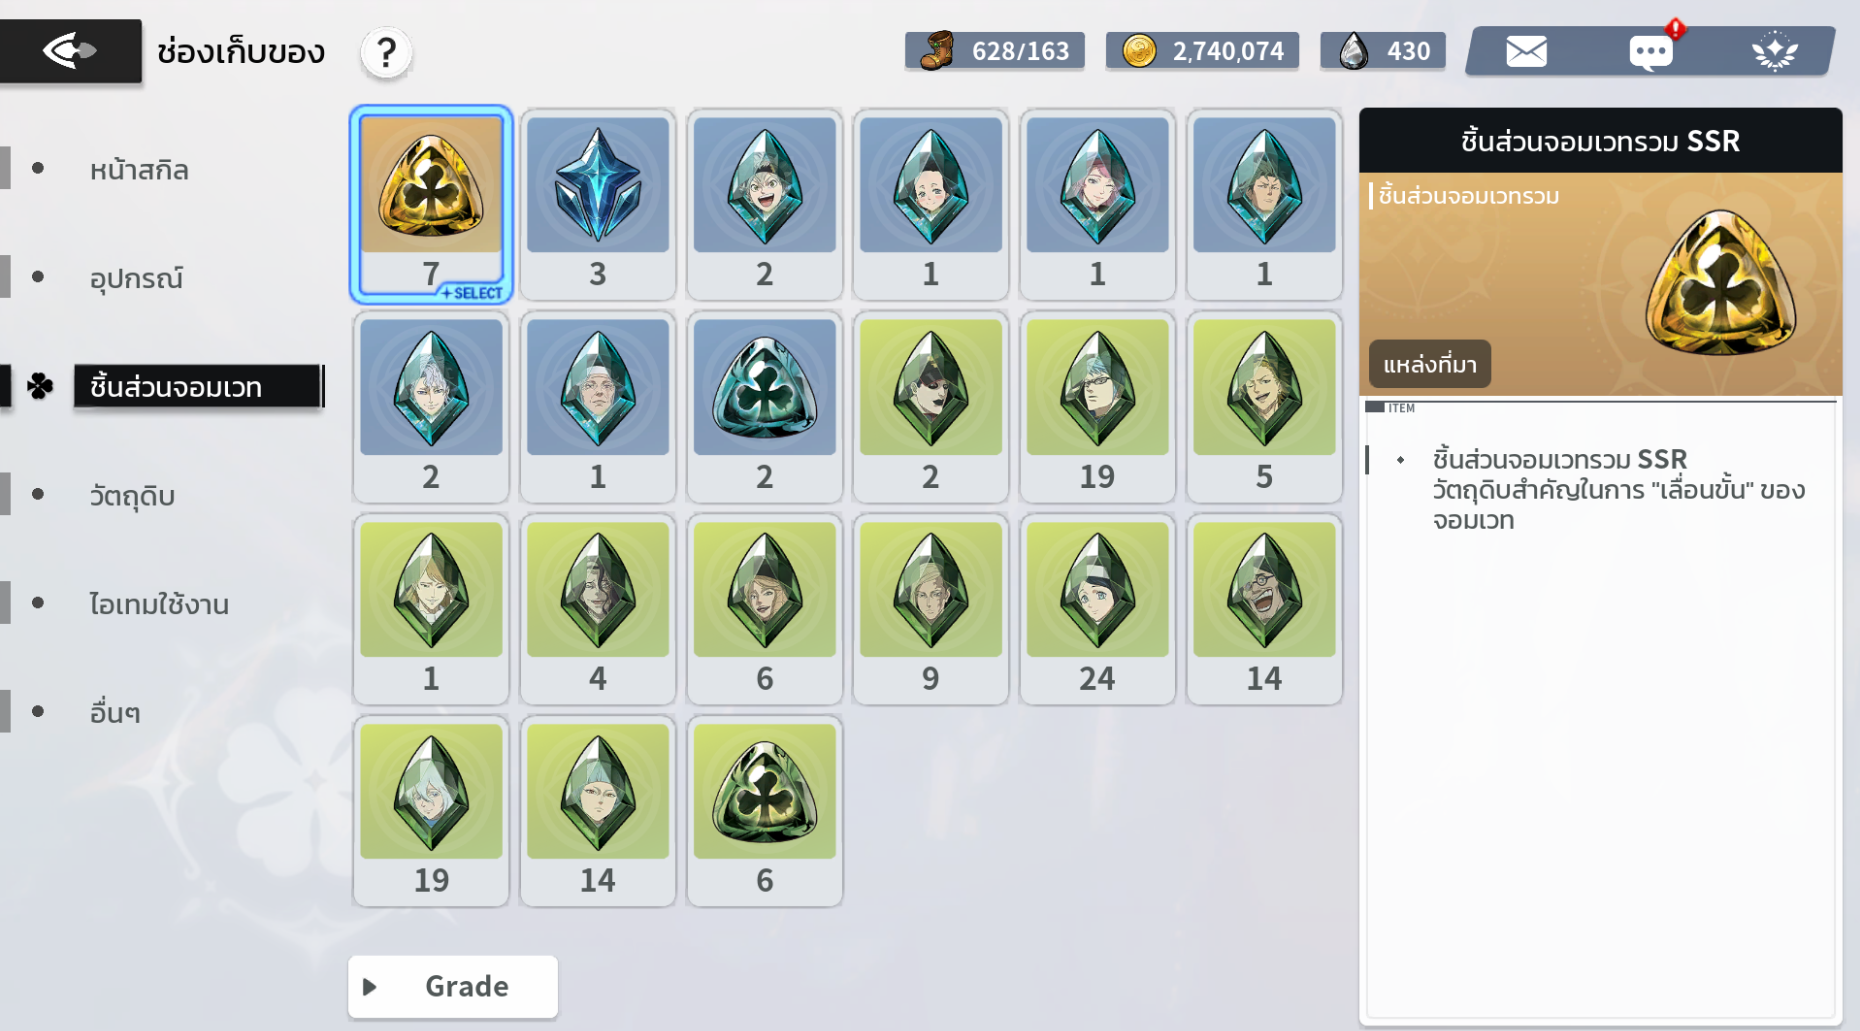 ช่องเก็บของ
?
628/163
2,740,074
430
หน้าสกิล
อุปกรณ์
ชิ้นส่วนจอมเวท
วัตถุดิบ
ไอเทมใช้งาน
อื่นๆ
7
SELECT
3
2
1
1
1
2
1
2
2
19
5
1
4
6
9
24
14
19
14
6
Grade
ชิ้นส่วนจอมเวทรวม SSR
ชิ้นส่วนจอมเวทรวม
แหล่งที่มา
ITEM
ชิ้นส่วนจอมเวทรวม SSR
วัตถุดิบสำคัญในการ "เลื่อนขั้น" ของ
จอมเวท